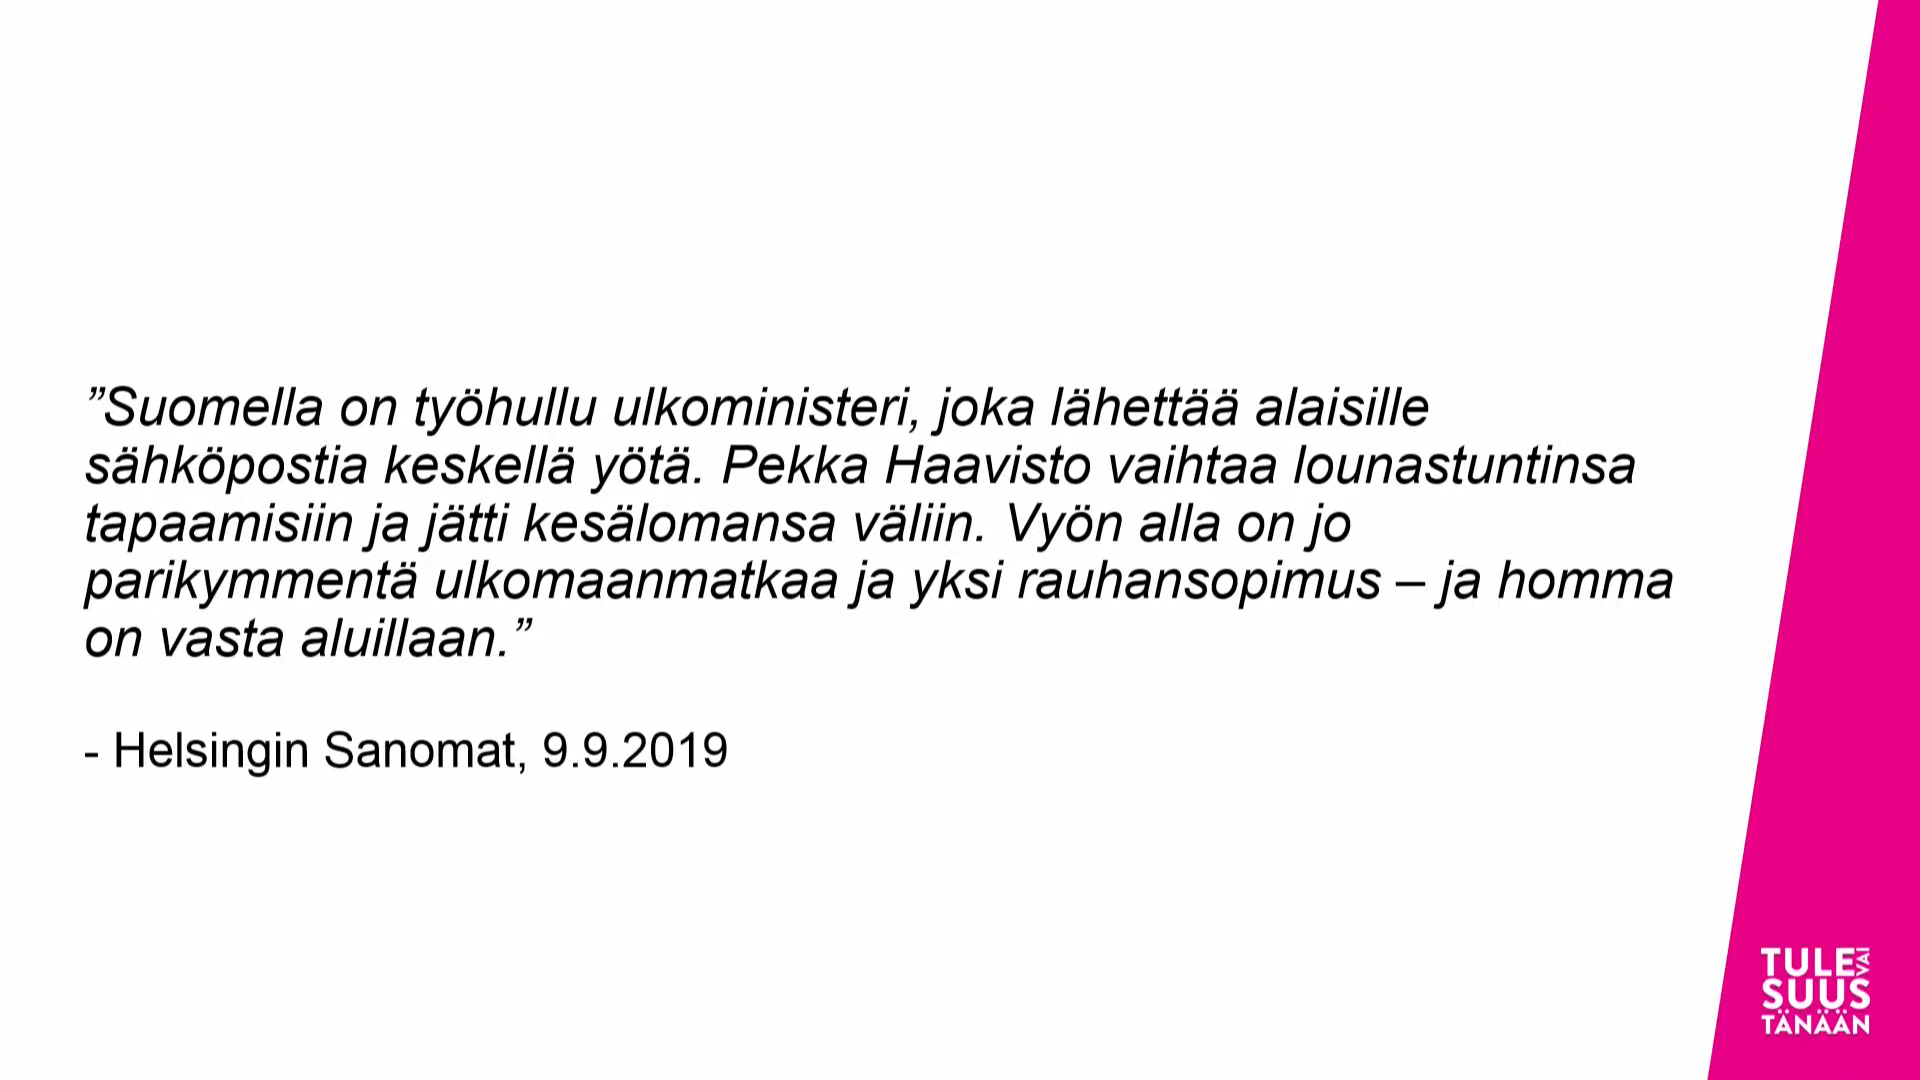 ”Suomella on työhullu ulkoministeri, joka lähettää alaisille
sähköpostia keskellä yötä. Pekka Haavisto vaihtaa lounastuntinsa
tapaamisiin ja jätti kesälomansa väliin. Vyön alla on jo
parikymmentä ulkomaanmatkaa ja yksi rauhansopimus – ja homma
on vasta aluillaan.”
- Helsingin Sanomat, 9.9.2019
TULEVAI
SUUS
TÄNÄÄN